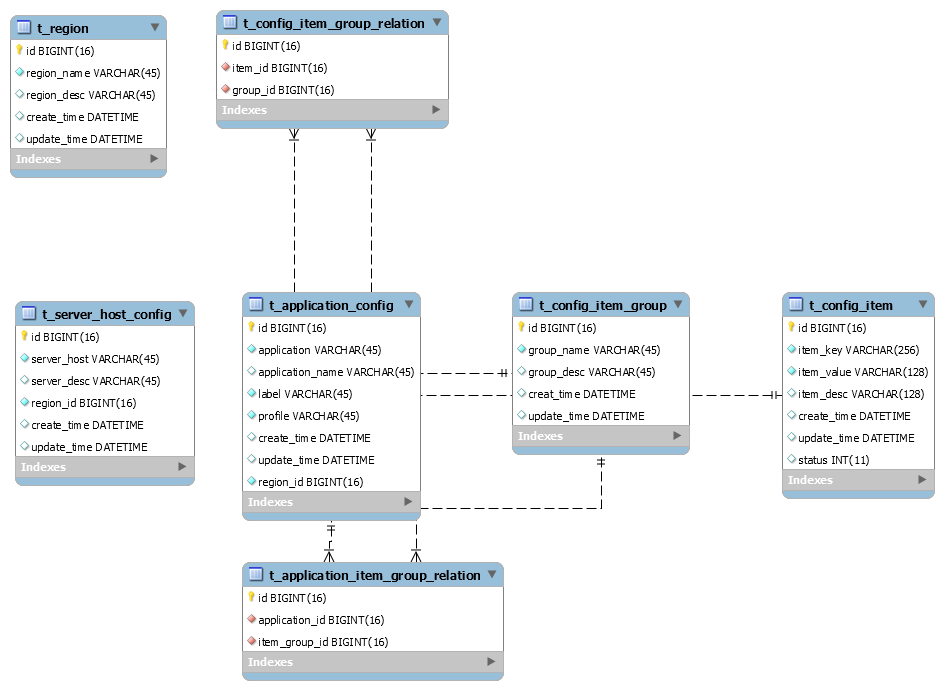 t_region
id BIGINT(16)
region_name VARCHAR(45)
region_desc VARCHAR(45)
create_time DATETIME
update_time DATETIME
Indexes
t_config_item_group_relation
id BIGINT(16)
item_id BIGINT(16)
group_id BIGINT(16)
Indexes
t_server_host_config
id BIGINT(16)
server_host VARCHAR(45)
server_desc VARCHAR(45)
region_id BIGINT(16)
create_time DATETIME
update_time DATETIME
Indexes
t_application_config
id BIGINT(16)
application VARCHAR(45)
application_name VARCHAR(45)
label VARCHAR(45)
profile VARCHAR(45)
create_time DATETIME
update_time DATETIME
region_id BIGINT(16)
Indexes
t_config_item_group
id BIGINT(16)
group_name VARCHAR(45)
group_desc VARCHAR(45)
creat_time DATETIME
update_time DATETIME
Indexes
t_config_item
id BIGINT(16)
item_key VARCHAR(256)
item_value VARCHAR(128)
item_desc VARCHAR(128)
create_time DATETIME
update_time DATETIME
status INT(11)
Indexes
t_application_item_group_relation
id BIGINT(16)
application_id BIGINT(16)
item_group_id BIGINT(16)
Indexes